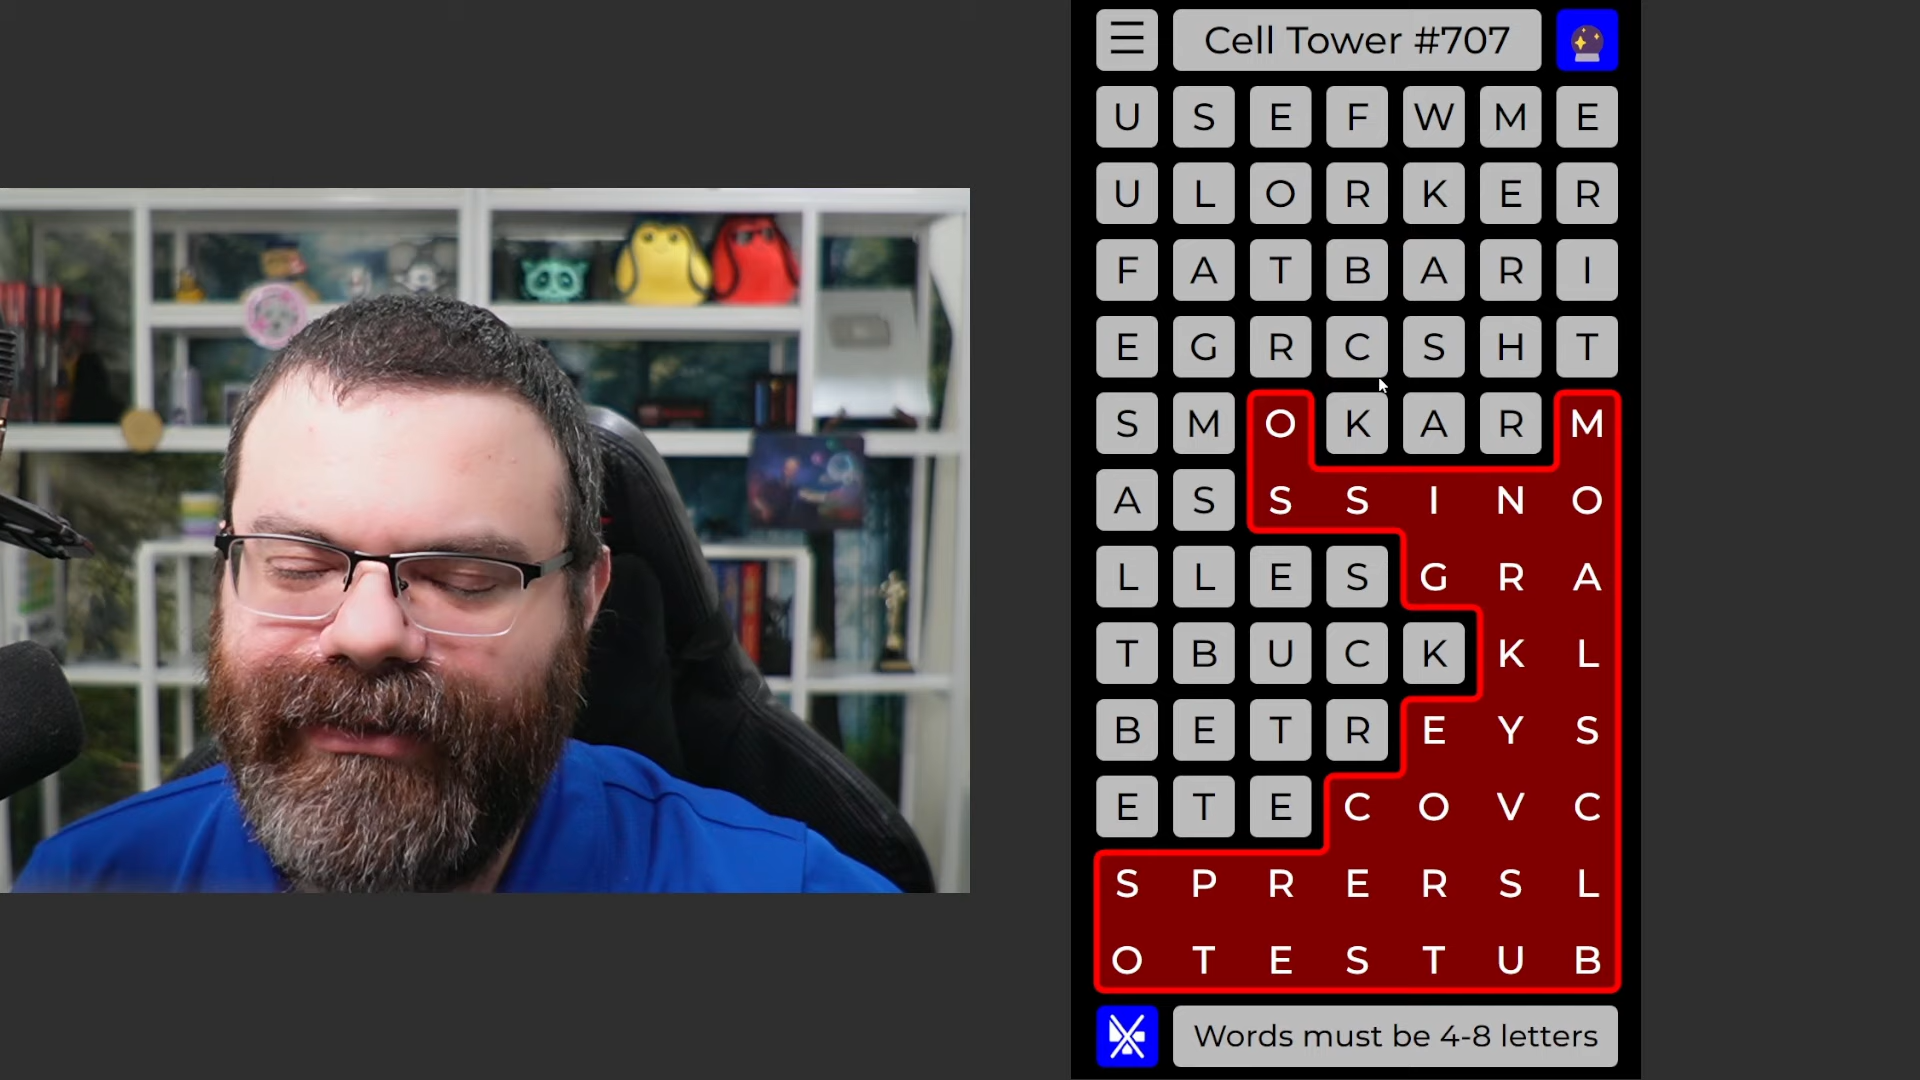 Cell Tower #707
U S E F W M E
U L O R K E R
F A T B A R I
E G R C S H T
S M O K A R M
A S S S I N O
L L E S G R A
T B U C K K L
B E T R E Y S
E T E C O V C
S P R E R S L
O T E S T U B
Words must be 4-8 letters